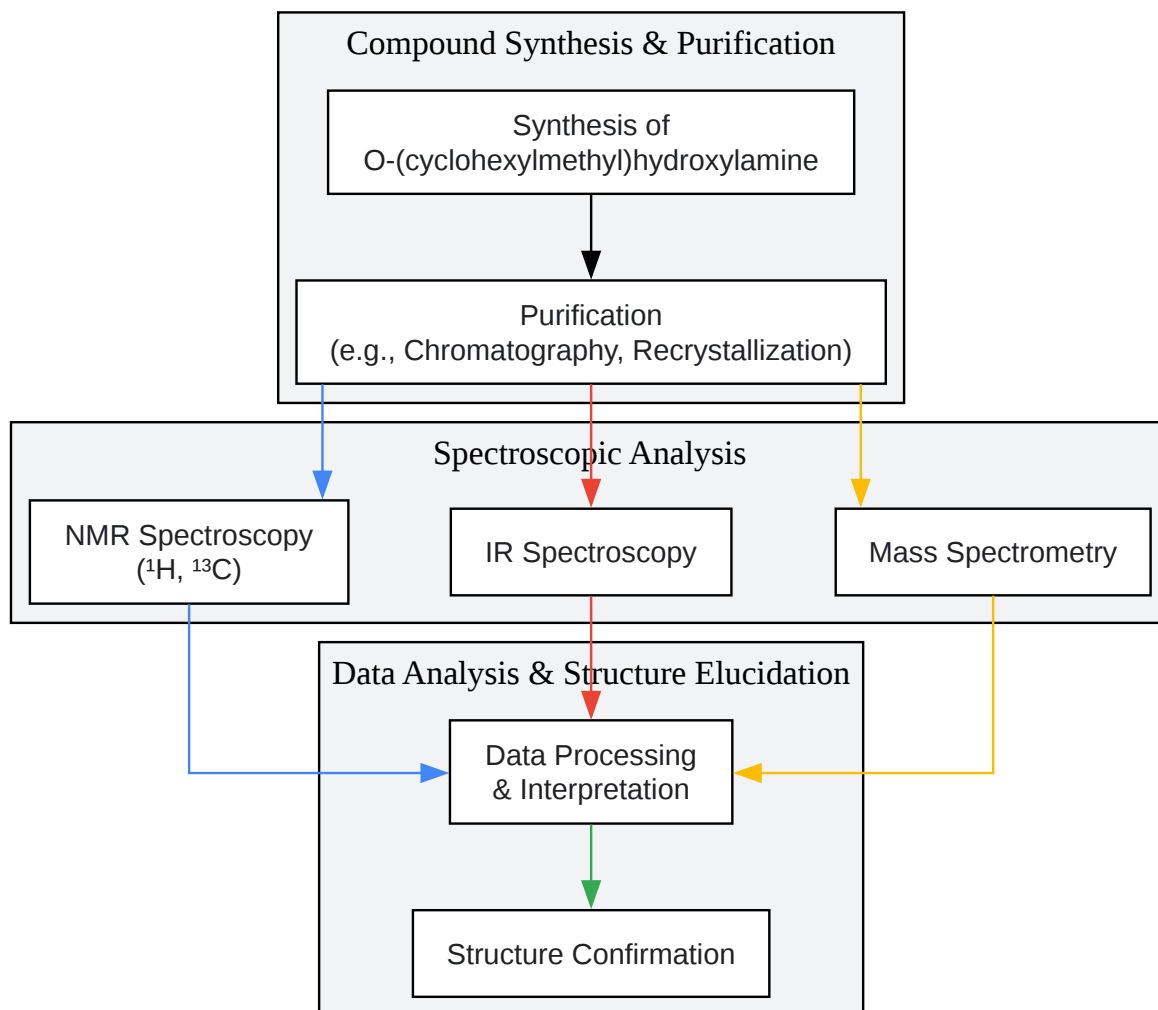 Compound Synthesis & Purification
Synthesis of
O-(cyclohexylmethyl)hydroxylamine
Purification
(e.g., Chromatography, Recrystallization)
Spectroscopic Analysis
NMR Spectroscopy
(¹H, ¹³C)
IR Spectroscopy
Mass Spectrometry
Data Analysis & Structure Elucidation
Data Processing
& Interpretation
Structure Confirmation